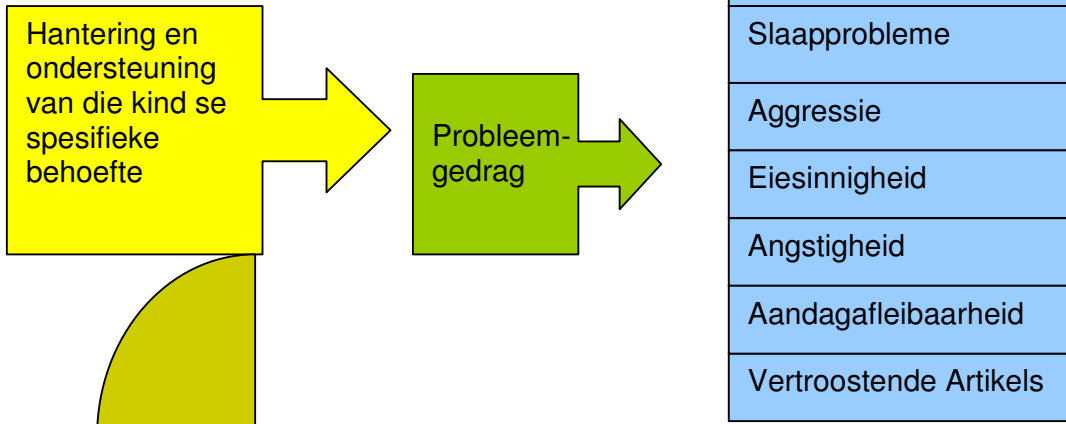 Hantering en
ondersteuning
van die kind se
spesifieke
behoefte
Probleem-
gedrag
Slaapprobleme
Aggressie
Eiesinnigheid
Angstigheid
Aandagafleibaarheid
Vertroostende Artikels